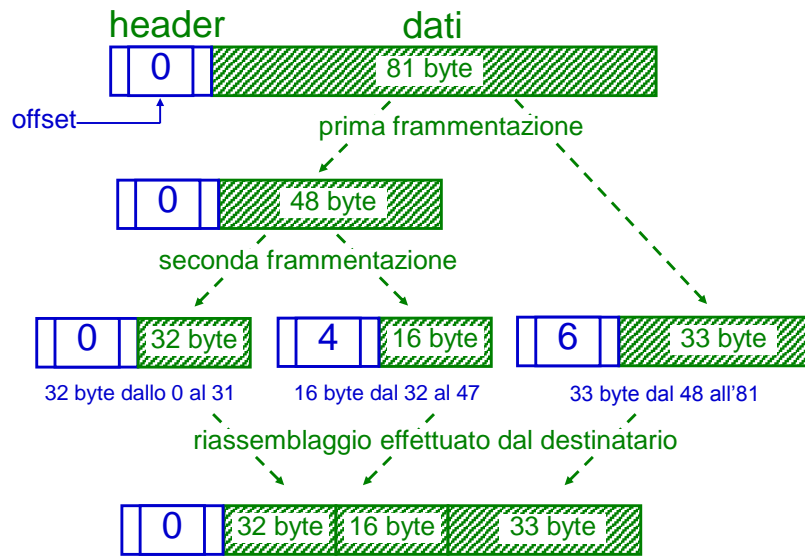 header dati
0 81 byte
offset
prima frammentazione
0 48 byte
seconda frammentazione
0 32 byte 4 16 byte 6 33 byte
32 byte dallo 0 al 31 16 byte dal 32 al 47 33 byte dal 48 all'81
riassemblaggio effettuato dal destinatario
0 32 byte 16 byte 33 byte